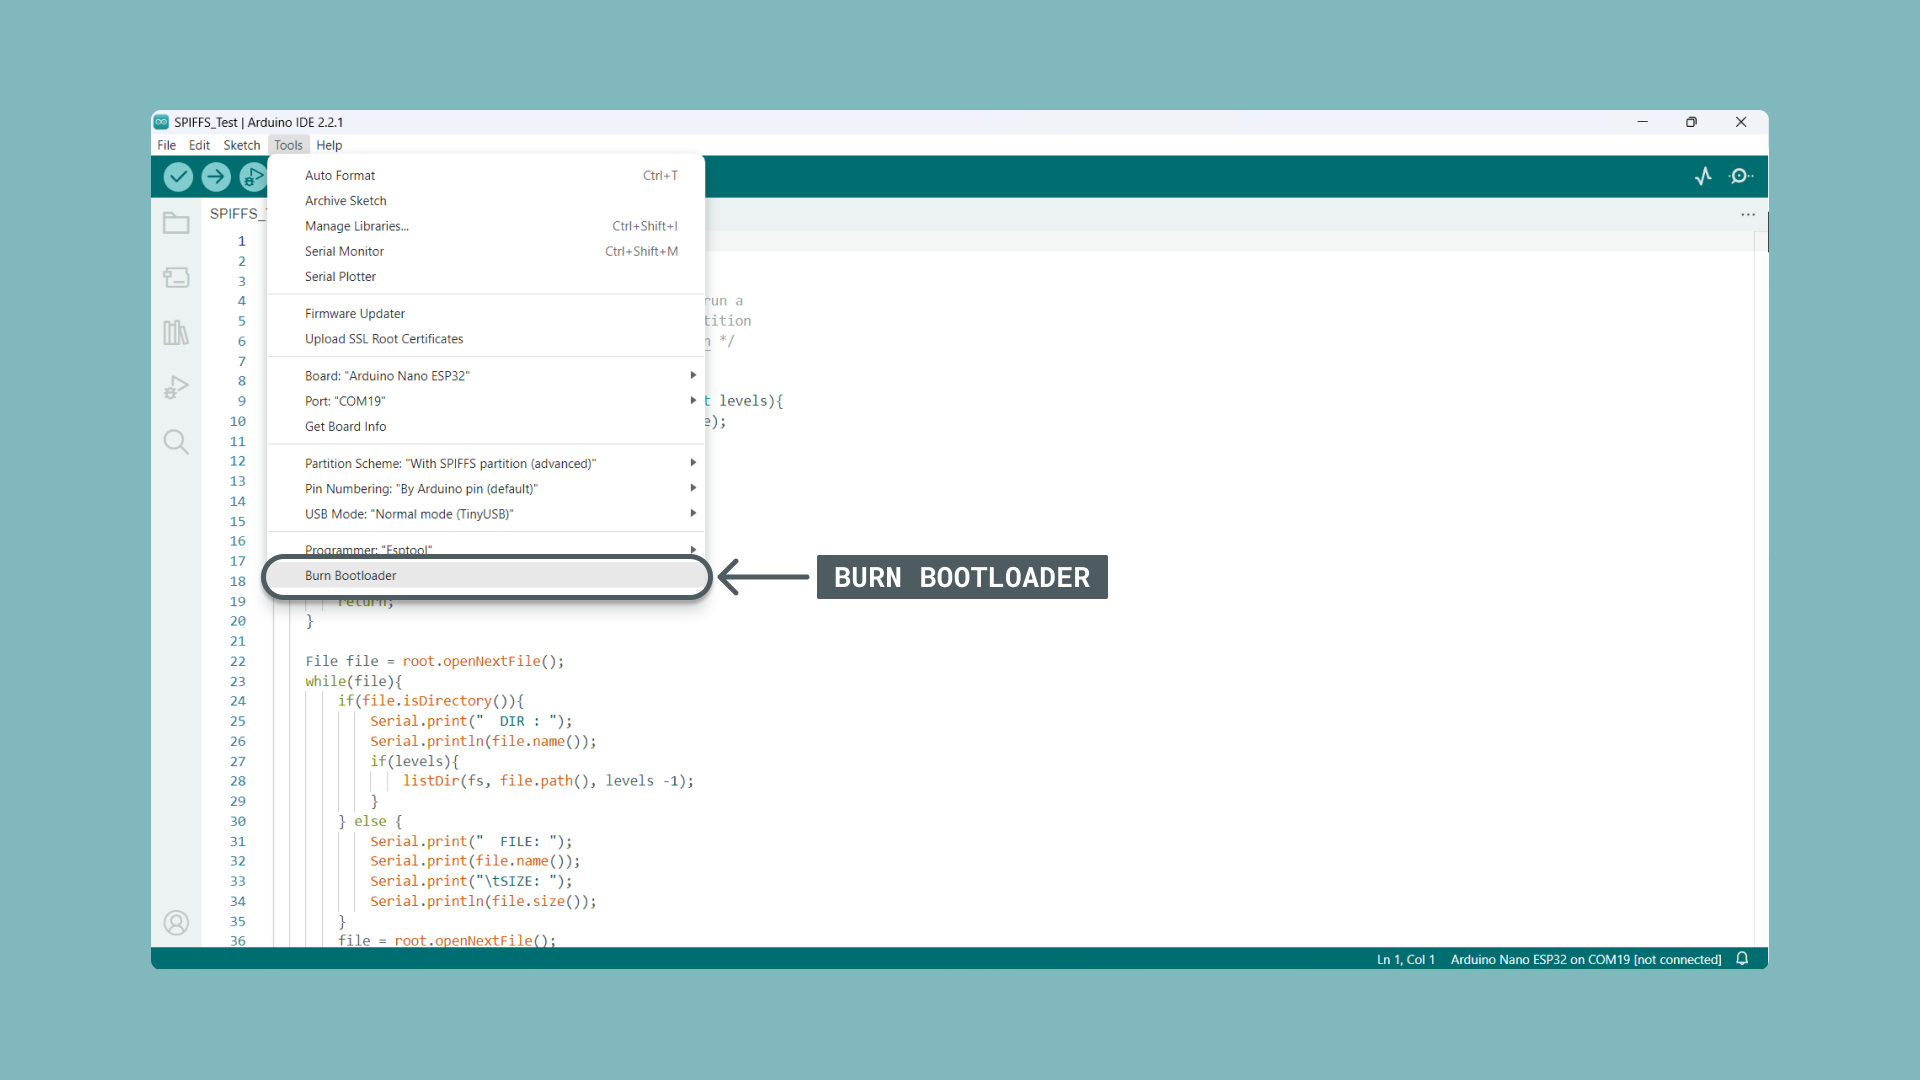 SPIFFS_Test | Arduino IDE 2.2.1
File Edit Sketch Tools Help
Auto Format Ctrl+T
Archive Sketch
Manage Libraries... Ctrl+Shift+I
Serial Monitor Ctrl+Shift+M
Serial Plotter
Firmware Updater
Upload SSL Root Certificates
Board: "Arduino Nano ESP32"
Port: "COM19"
Get Board Info
Partition Scheme: "With SPIFFS partition (advanced)"
Pin Numbering: "By Arduino pin (default)"
USB Mode: "Normal mode (TinyUSB)"
Programmer: "Esptool"
Burn Bootloader
BURN BOOTLOADER
SPIFFS_
···
1
2
3
4 run a
5 tition
6 n */
7
8
9 t levels){
10 e);
11
12
13
14
15
16
17
18
19 return;
20 }
21
22 File file = root.openNextFile();
23 while(file){
24 if(file.isDirectory()){
25 Serial.print("  DIR : ");
26 Serial.println(file.name());
27 if(levels){
28 listDir(fs, file.path(), levels -1);
29 }
30 } else {
31 Serial.print("  FILE: ");
32 Serial.print(file.name());
33 Serial.print("\tSIZE: ");
34 Serial.println(file.size());
35 }
36 file = root.openNextFile();
Ln 1, Col 1 Arduino Nano ESP32 on COM19 [not connected]